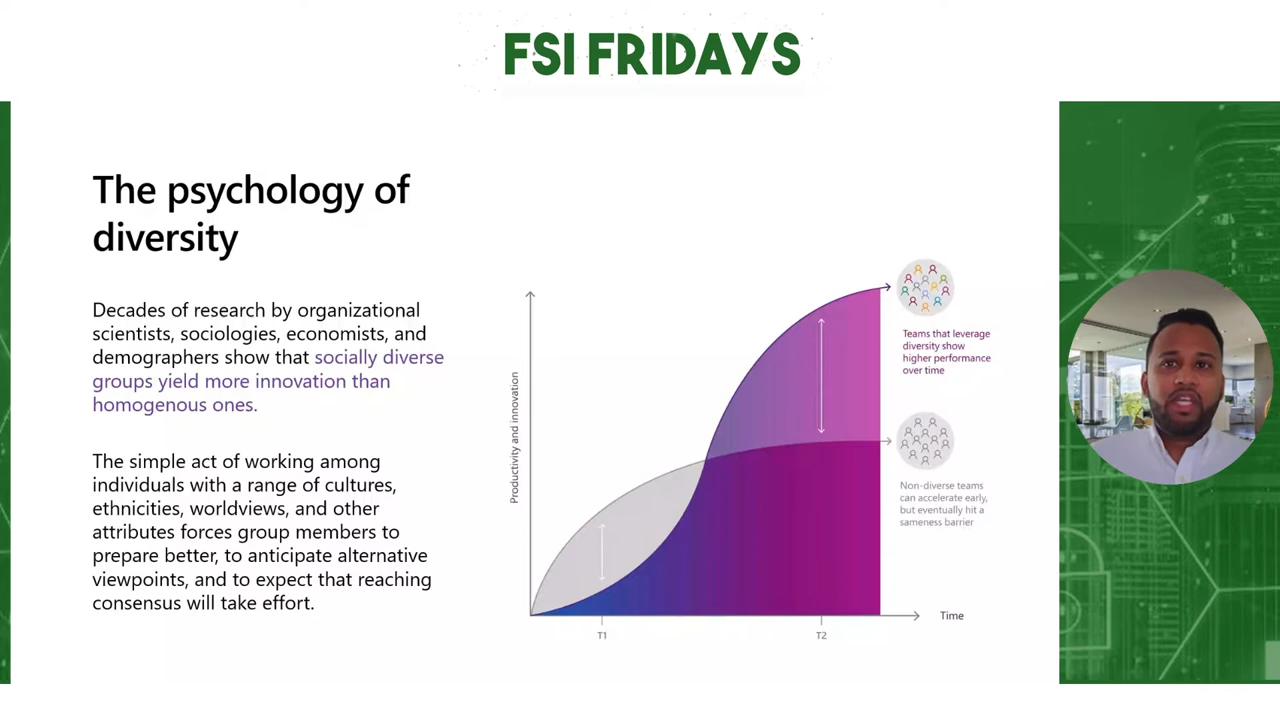 FSI FRIDAYS
The psychology of
diversity
Decades of research by organizational
scientists, sociologies, economists, and
demographers show that socially diverse
groups yield more innovation than
homogenous ones.
The simple act of working among
individuals with a range of cultures,
ethnicities, worldviews, and other
attributes forces group members to
prepare better, to anticipate alternative
viewpoints, and to expect that reaching
consensus will take effort.
Productivity and innovation
Teams that leverage
diversity show
higher performance
over time
Non-diverse teams
can accelerate early,
but eventually hit a
sameness barrier
Time
T1
T2